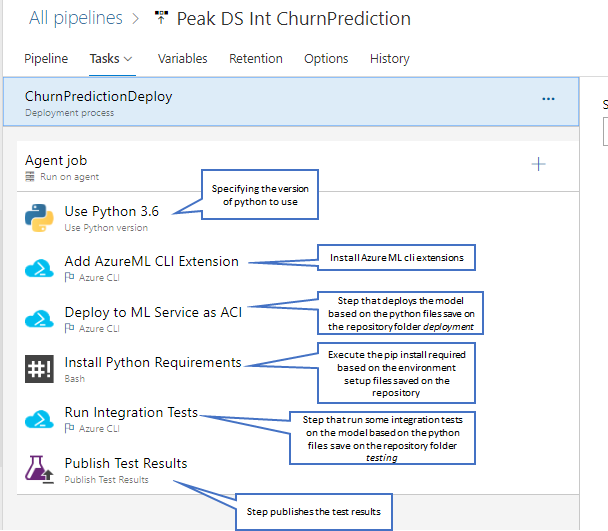 All pipelines > Peak DS Int ChurnPrediction
Pipeline Tasks Variables Retention Options History
ChurnPredictionDeploy
Deployment process
S
Agent job
Run on agent
Specifying the version
of python to use
Use Python 3.6
Use Python version
Add AzureML CLI Extension
Azure CLI
Install Azure ML cli extensions
Deploy to ML Service as ACI
Azure CLI
Step that deploys the model
based on the python files save on
the repository folder deployment
Install Python Requirements
Bash
Execute the pip install required
based on the environment
setup files saved on the
repository
Run Integration Tests
Azure CLI
Step that run some integration tests
on the model based on the python
files save on the repository folder
testing
Publish Test Results
Publish Test Results
Step publishes the test results